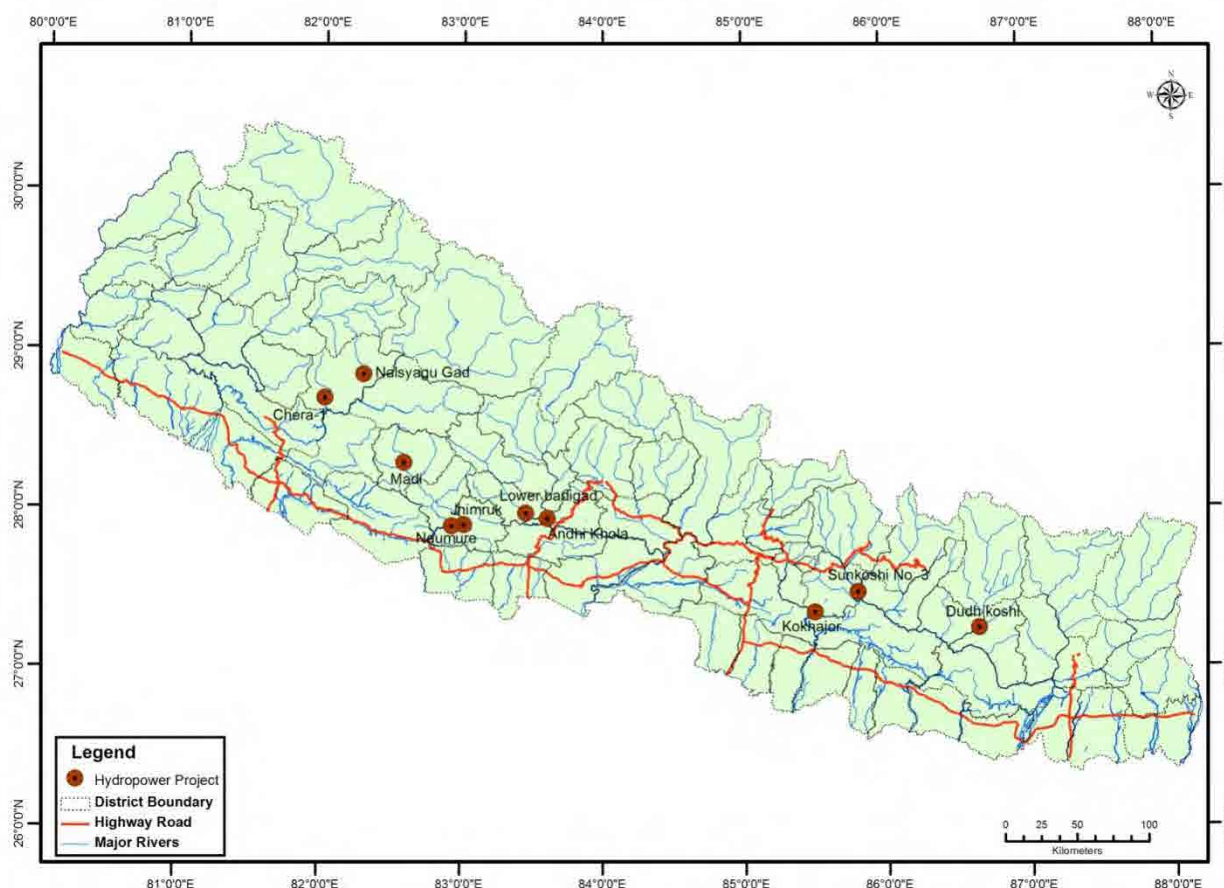 80°0'0"E 81°0'0"E 82°0'0"E 83°0'0"E 84°0'0"E 85°0'0"E 86°0'0"E 87°0'0"E 88°0'0"E
N
W E
S
30°0'0"N
29°0'0"N
28°0'0"N
27°0'0"N
26°0'0"N
Nalsyagu Gad
Chera-1
Madi
Lower badigad
Jhimruk
Andhi Khola
Naumure
Sunkoshi No. 3
Dudhkoshi
Kokhajor
Legend
Hydropower Project
District Boundary
Highway Road
Major Rivers
0 25 50 100
Kilometers
81°0'0"E 82°0'0"E 83°0'0"E 84°0'0"E 85°0'0"E 86°0'0"E 87°0'0"E 88°0'0"E